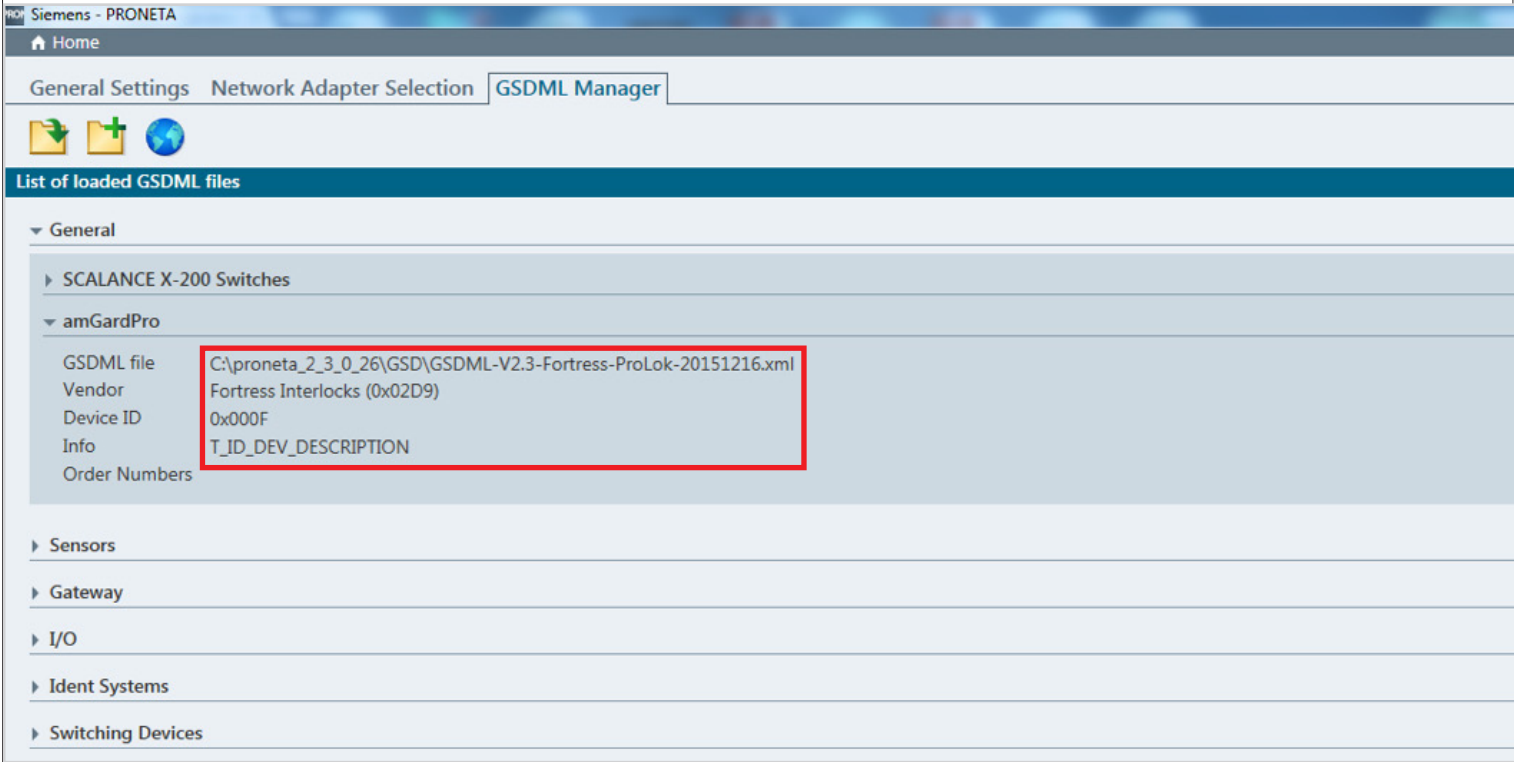 Siemens - PRONETA
Home
General Settings Network Adapter Selection GSDML Manager
List of loaded GSDML files
General
SCALANCE X-200 Switches
amGardPro
GSDML file C:\proneta_2_3_0_26\GSD\GSDML-V2.3-Fortress-ProLok-20151216.xml
Vendor Fortress Interlocks (0x02D9)
Device ID 0x000F
Info T_ID_DEV_DESCRIPTION
Order Numbers
Sensors
Gateway
I/O
Ident Systems
Switching Devices